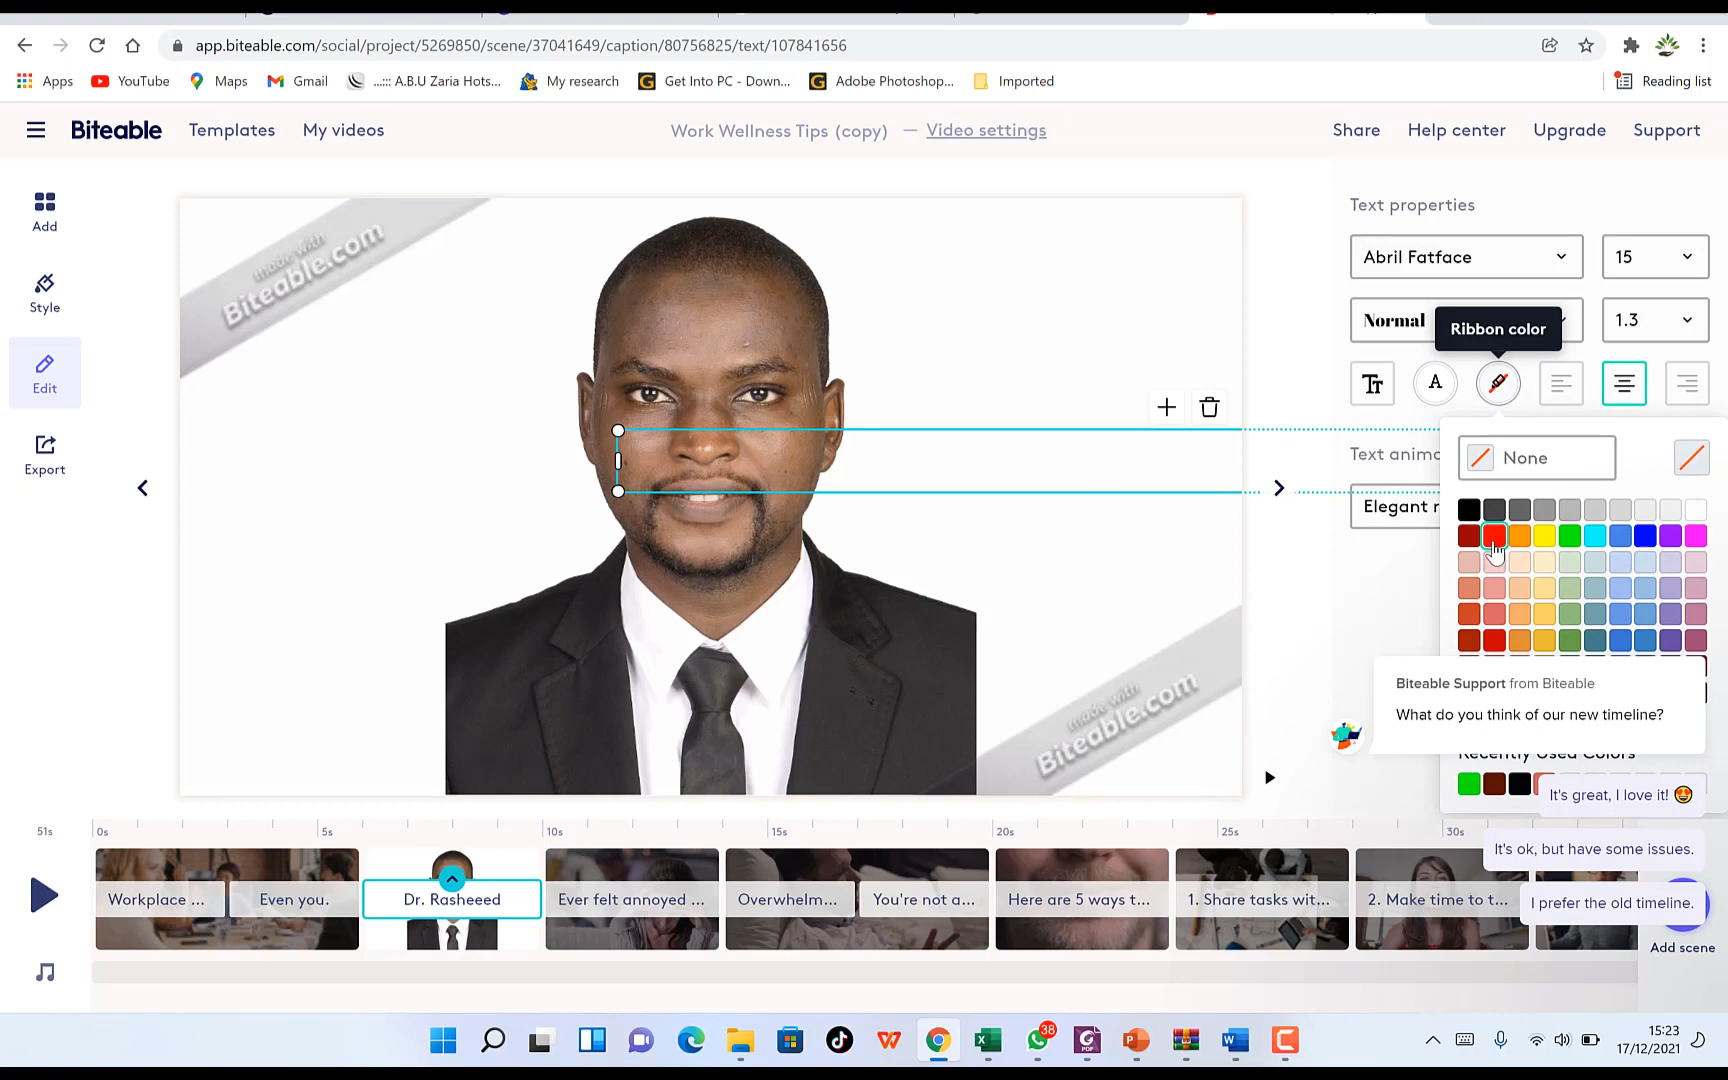 app.biteable.com/social/project/5269850/scene/37041649/caption/80756825/text/107841656
Apps YouTube Maps Gmail ...:: A.B.U Zaria Hots... My research Get Into PC - Down... Adobe Photoshop... Imported Reading list
Biteable Templates My videos Work Wellness Tips (copy) — Video settings Share Help center Upgrade Support
Add
Style
Edit
Export
made with
Biteable.com
made with
Biteable.com
Text properties
Abril Fatface 15
Normal 1.3
Ribbon color
Text anima
Elegant r
None
Biteable Support from Biteable
What do you think of our new timeline?
Recently Used Colors
It's great, I love it!
It's ok, but have some issues.
I prefer the old timeline.
51s 0s 5s 10s 15s 20s 25s 30s
Workplace ... Even you. Dr. Rasheeed Ever felt annoyed ... Overwhelm... You're not a... Here are 5 ways t... 1. Share tasks wit... 2. Make time to t...
Add scene
38
15:23
17/12/2021